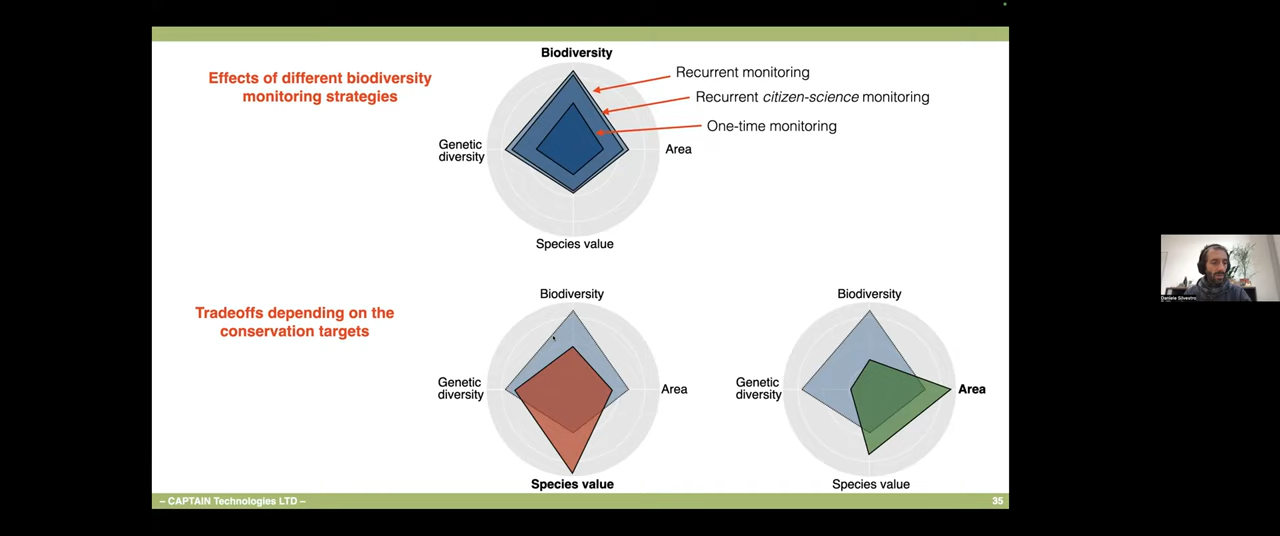 Biodiversity
Effects of different biodiversity
monitoring strategies
Recurrent monitoring
Recurrent citizen-science monitoring
One-time monitoring
Genetic
diversity
Area
Species value
Tradeoffs depending on the
conservation targets
Biodiversity
Genetic
diversity
Area
Species value
Biodiversity
Genetic
diversity
Area
Species value
– CAPTAIN Technologies LTD –
35
Daniele Silvestro